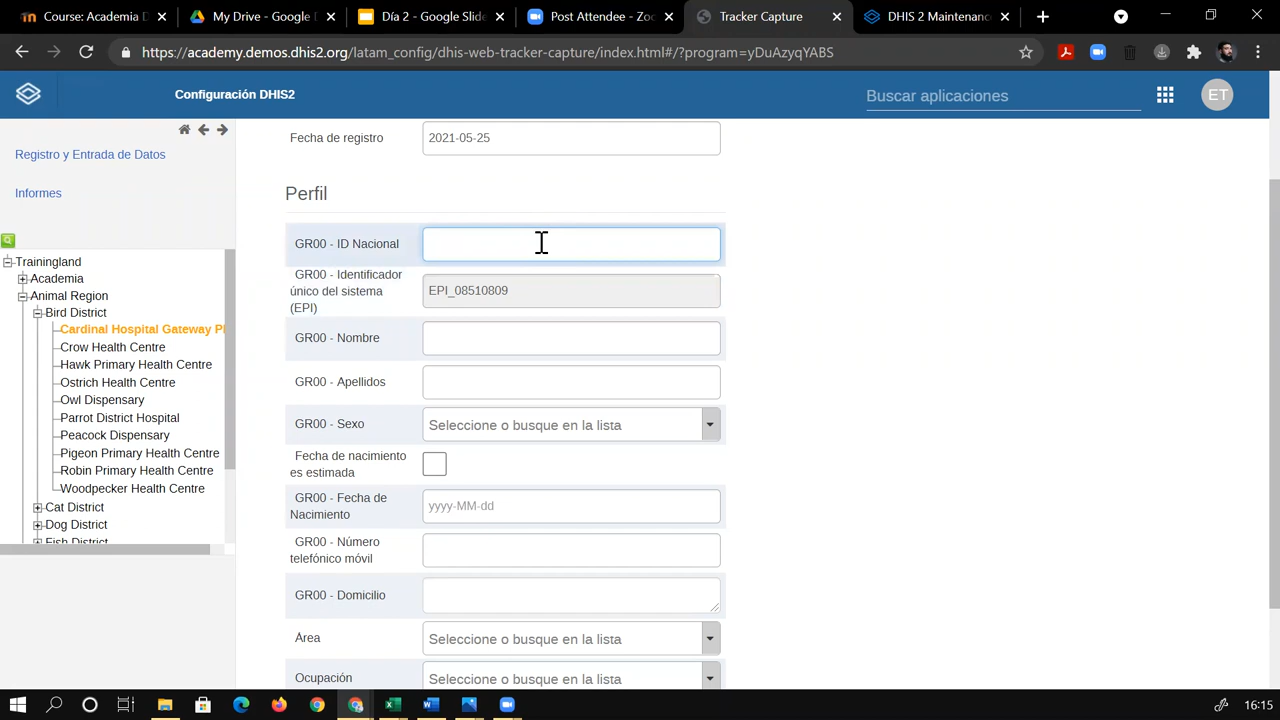 Course: Academia D
My Drive - Google D
Día 2 - Google Slide
Post Attendee - Zoo
Tracker Capture
DHIS 2 Maintenanc
https://academy.demos.dhis2.org/latam_config/dhis-web-tracker-capture/index.html#/?program=yDuAzyqYABS
Configuración DHIS2
Buscar aplicaciones
ET
Registro y Entrada de Datos
Informes
Trainingland
Academia
Animal Region
Bird District
Cardinal Hospital Gateway P
Crow Health Centre
Hawk Primary Health Centre
Ostrich Health Centre
Owl Dispensary
Parrot District Hospital
Peacock Dispensary
Pigeon Primary Health Centre
Robin Primary Health Centre
Woodpecker Health Centre
Cat District
Dog District
Fish District
Fecha de registro
2021-05-25
Perfil
GR00 - ID Nacional
GR00 - Identificador
único del sistema
(EPI)
EPI_08510809
GR00 - Nombre
GR00 - Apellidos
GR00 - Sexo
Seleccione o busque en la lista
Fecha de nacimiento
es estimada
GR00 - Fecha de
Nacimiento
yyyy-MM-dd
GR00 - Número
telefónico móvil
GR00 - Domicilio
Área
Seleccione o busque en la lista
Ocupación
Seleccione o busque en la lista
16:15